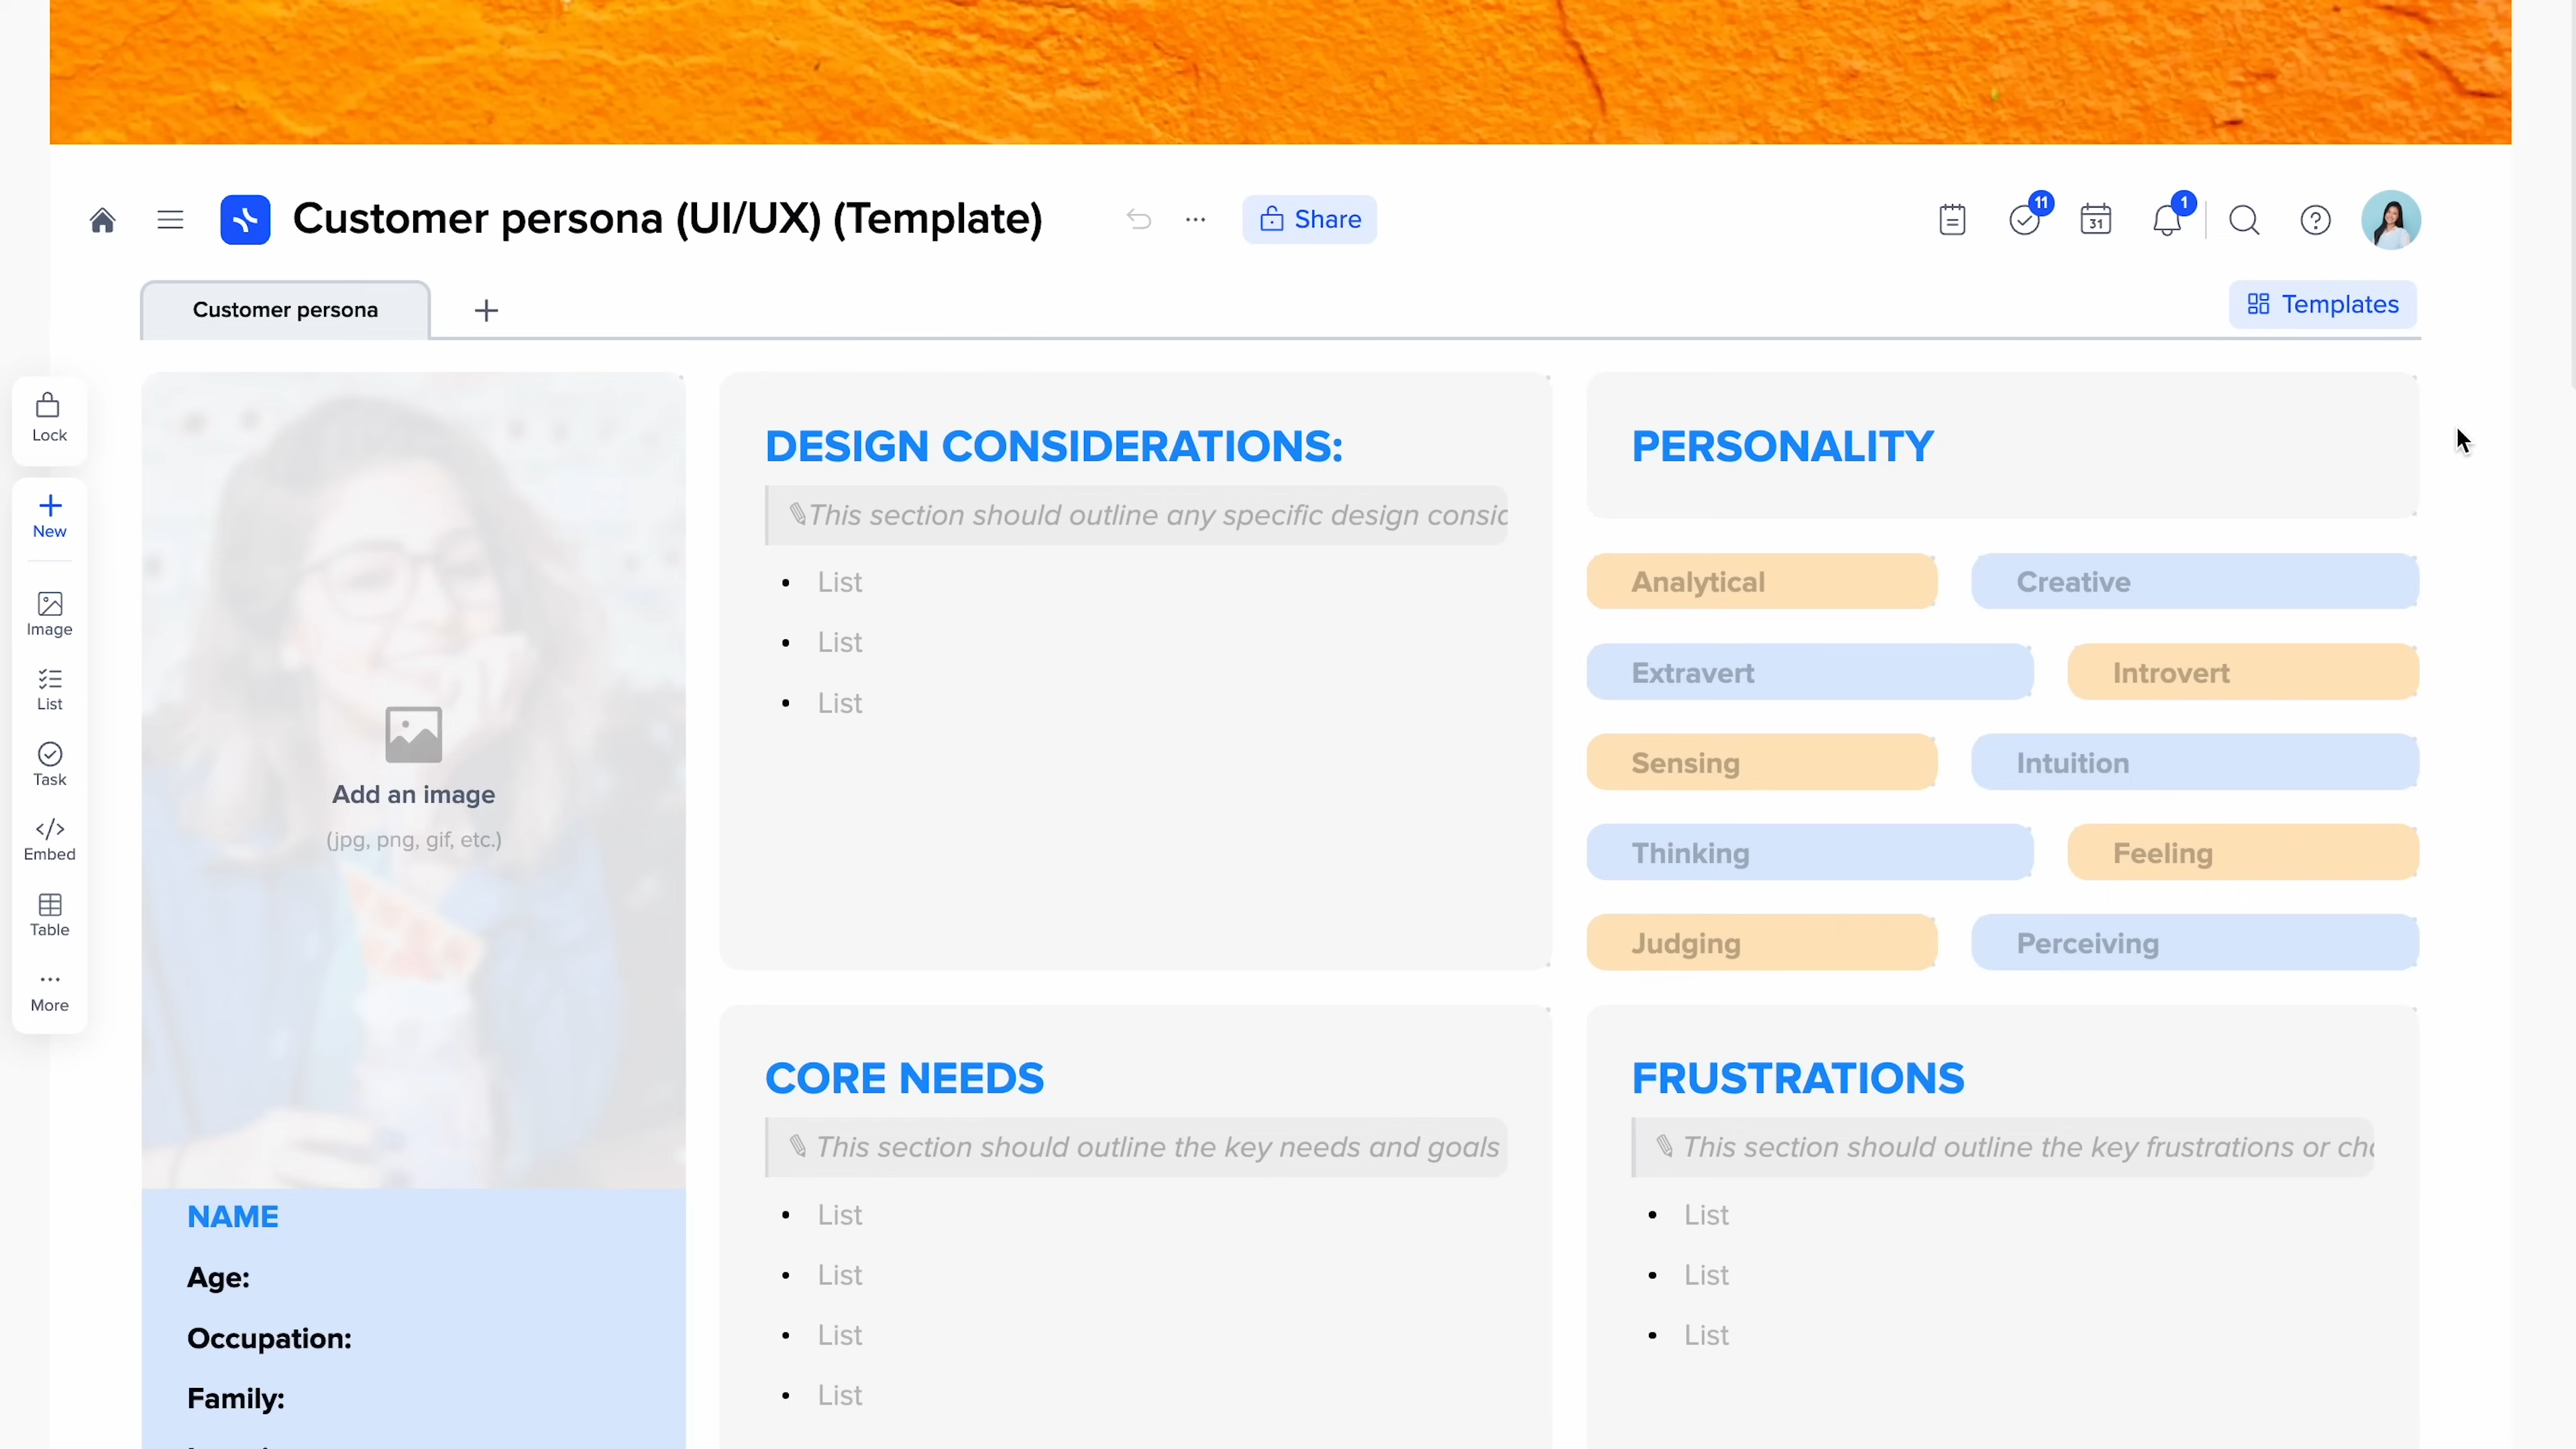 Customer persona (UI/UX) (Template)
Share
11
31
1
Customer persona
Templates
Lock
New
Image
List
Task
Embed
Table
More
Add an image
(jpg, png, gif, etc.)
NAME
Age:
Occupation:
Family:
DESIGN CONSIDERATIONS:
This section should outline any specific design consid
List
List
List
CORE NEEDS
This section should outline the key needs and goals
List
List
List
List
PERSONALITY
Analytical Creative
Extravert Introvert
Sensing Intuition
Thinking Feeling
Judging Perceiving
FRUSTRATIONS
This section should outline the key frustrations or cha
List
List
List